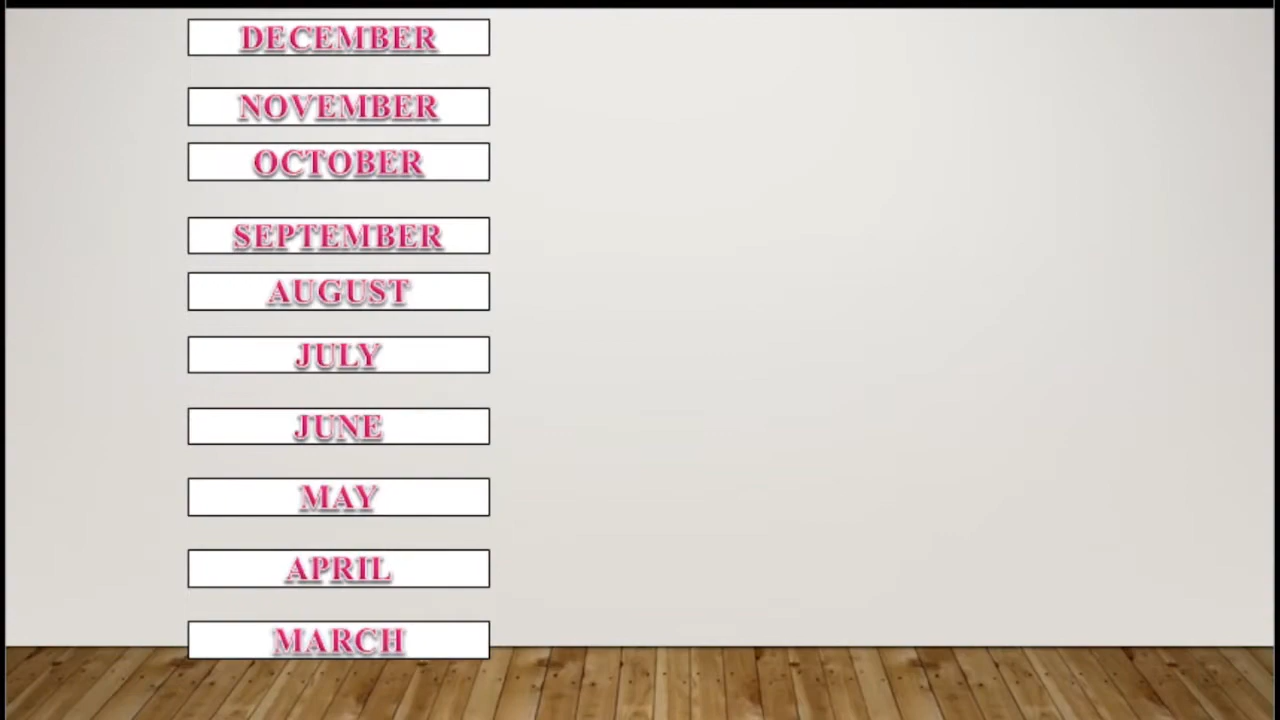 DECEMBER
NOVEMBER
OCTOBER
SEPTEMBER
AUGUST
JULY
JUNE
MAY
APRIL
MARCH